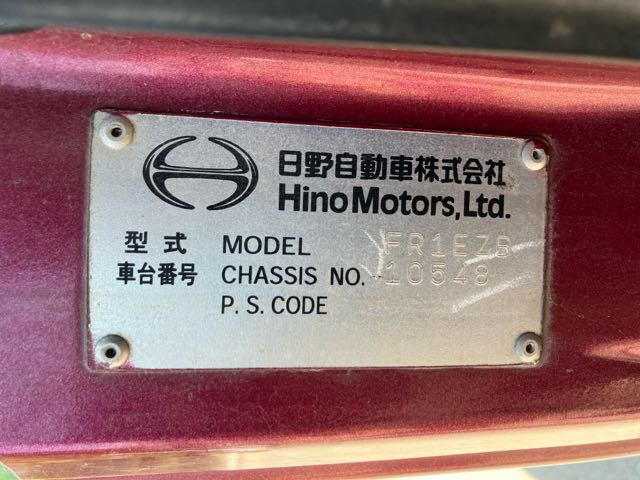 日野自動車株式会社
Hino Motors, Ltd.
型式 MODEL FR1EZB
車台番号 CHASSIS NO. 10548
P. S. CODE